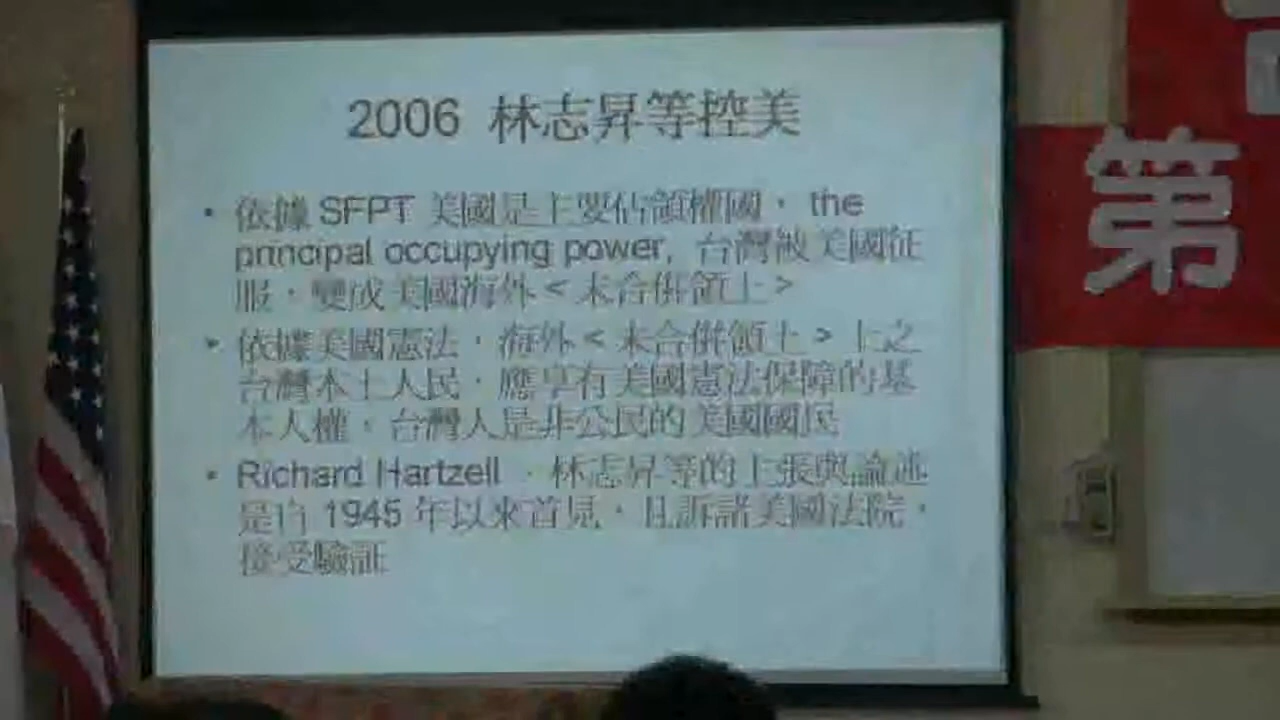 2006 林志昇等控美
• 依據 SFPT 美國是主要佔領權國， the
principal occupying power, 台灣被美國征
服，變成美國海外 < 未合併領土 >
• 依據美國憲法，海外 < 未合併領土 > 上之
台灣本土人民，應享有美國憲法保障的基
本人權，台灣人是非公民的美國國民
• Richard Hartzell 、林志昇等的主張與論述
是自 1945 年以來首見，且訴諸美國法院，
接受驗証
第